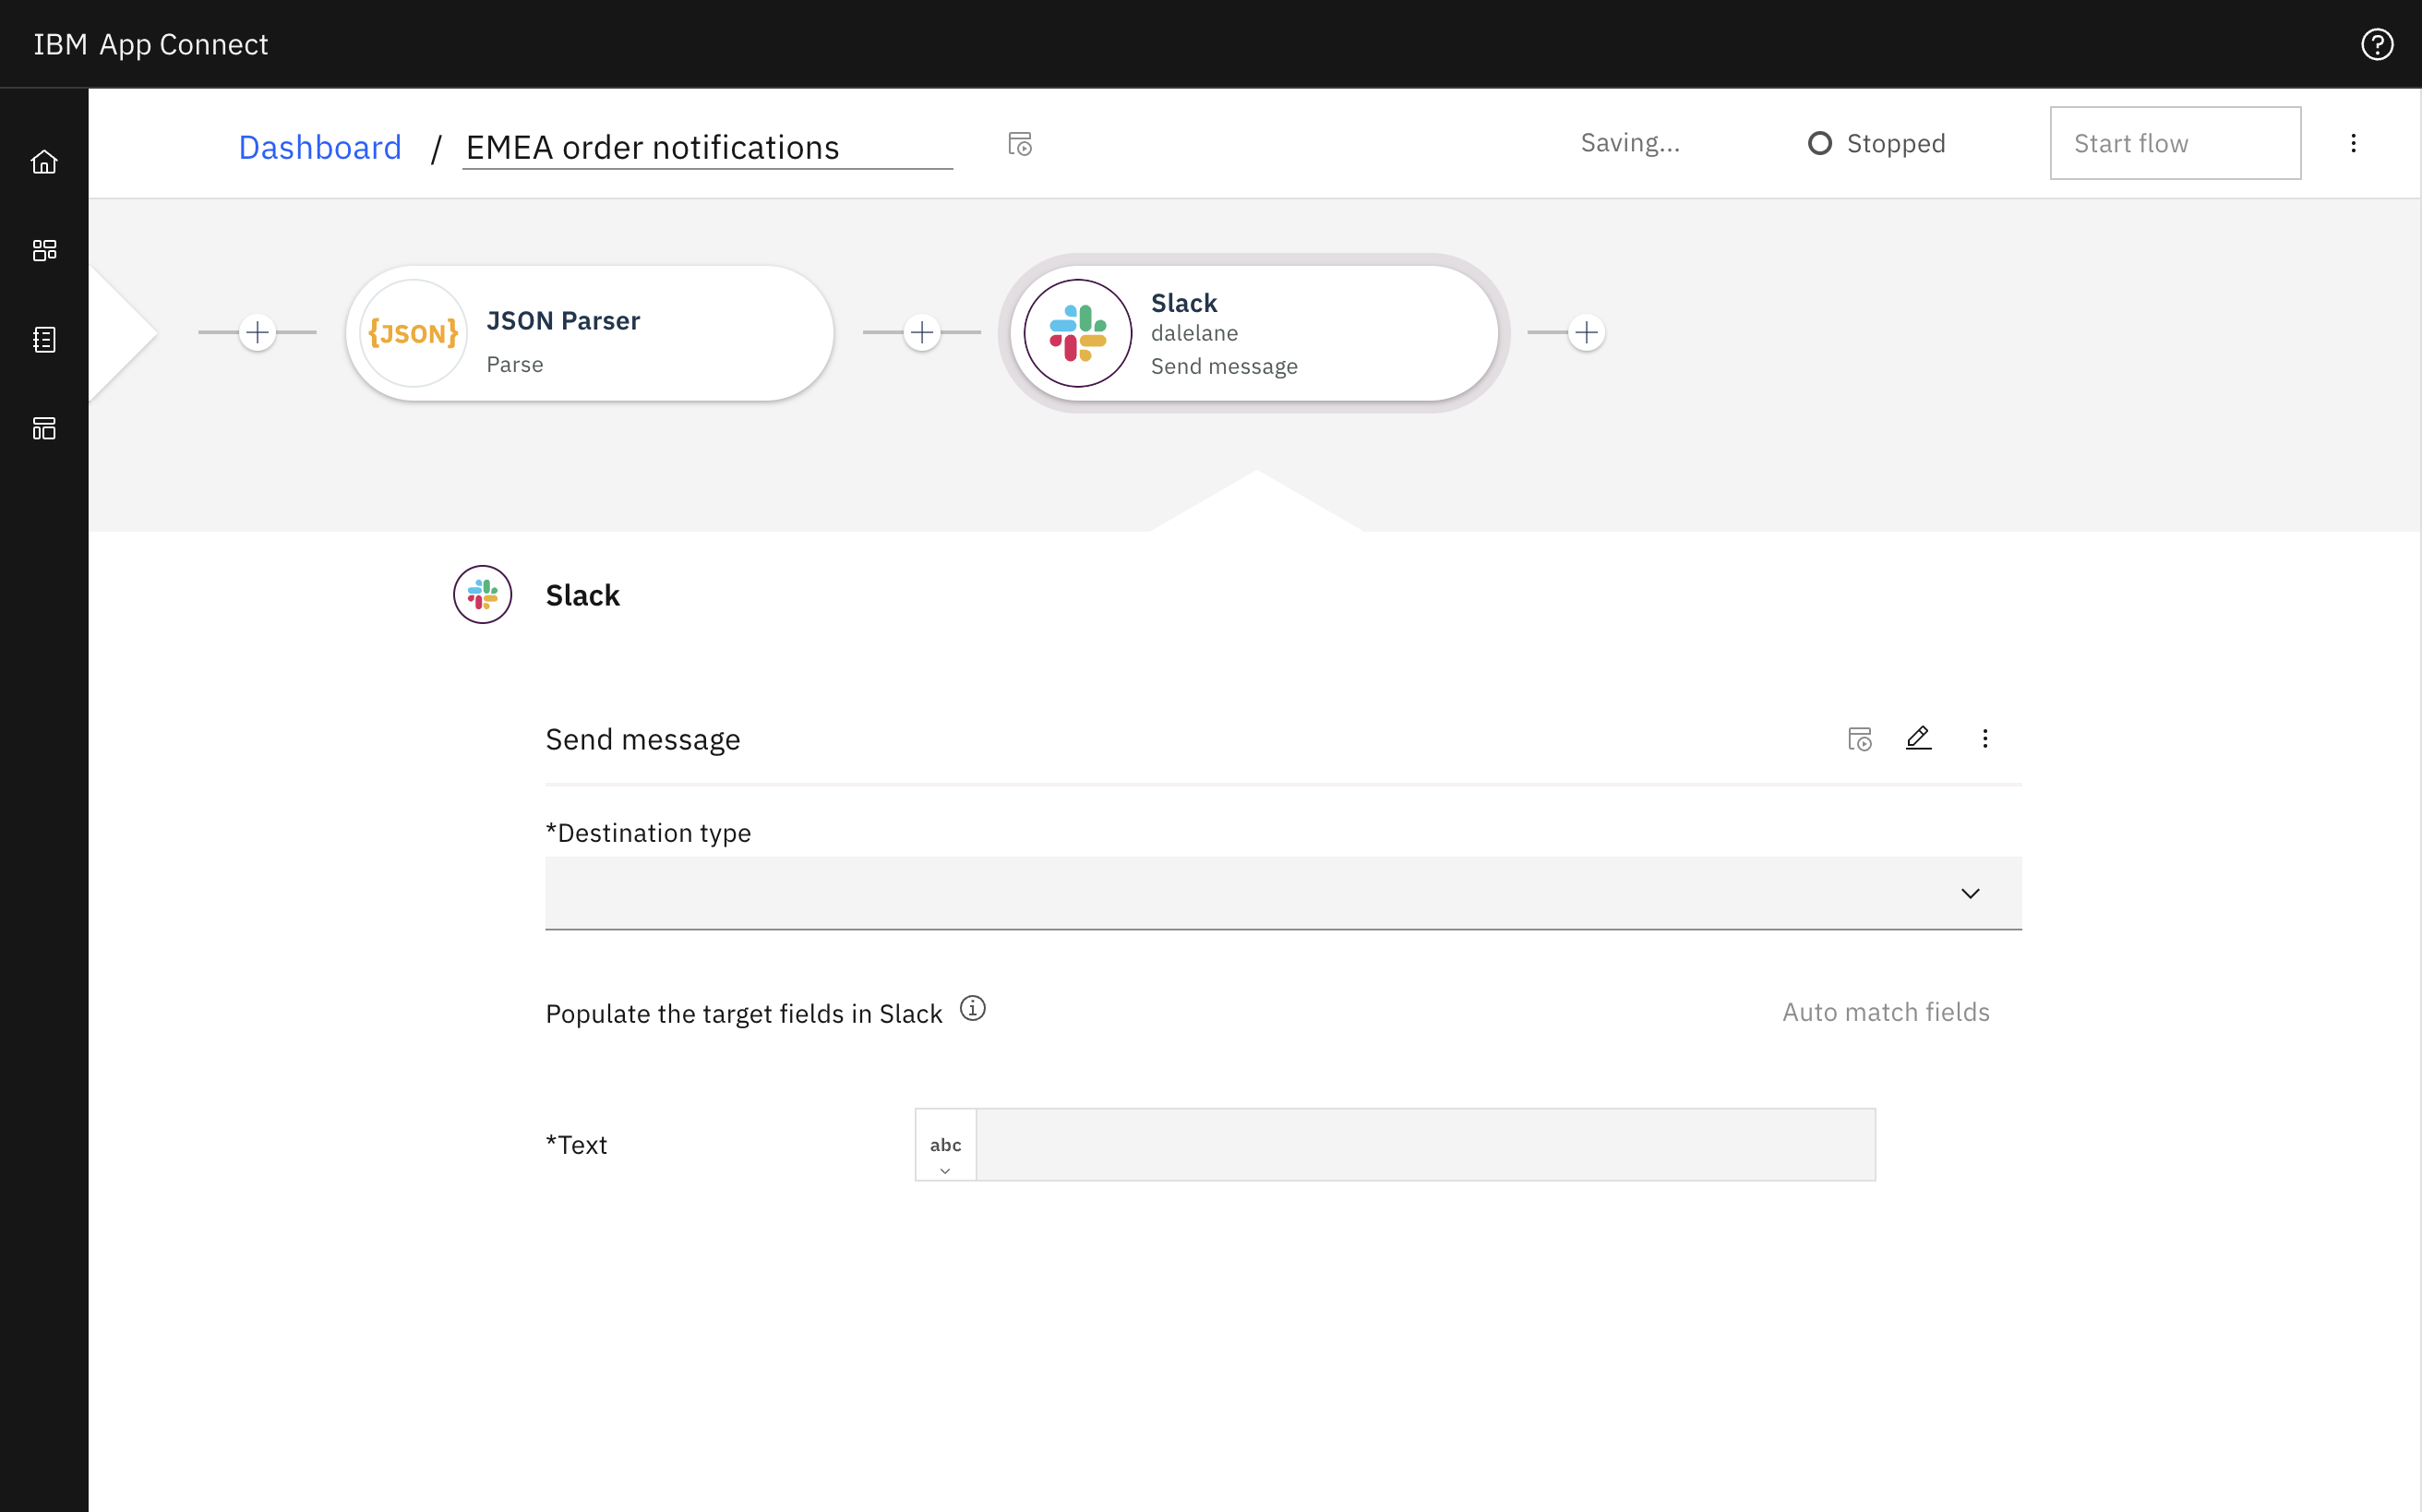 IBM App Connect
Dashboard / EMEA order notifications
Saving...
Stopped
Start flow
{JSON}
JSON Parser
Parse
Slack
dalelane
Send message
Slack
Send message
*Destination type
Populate the target fields in Slack
Auto match fields
*Text
abc